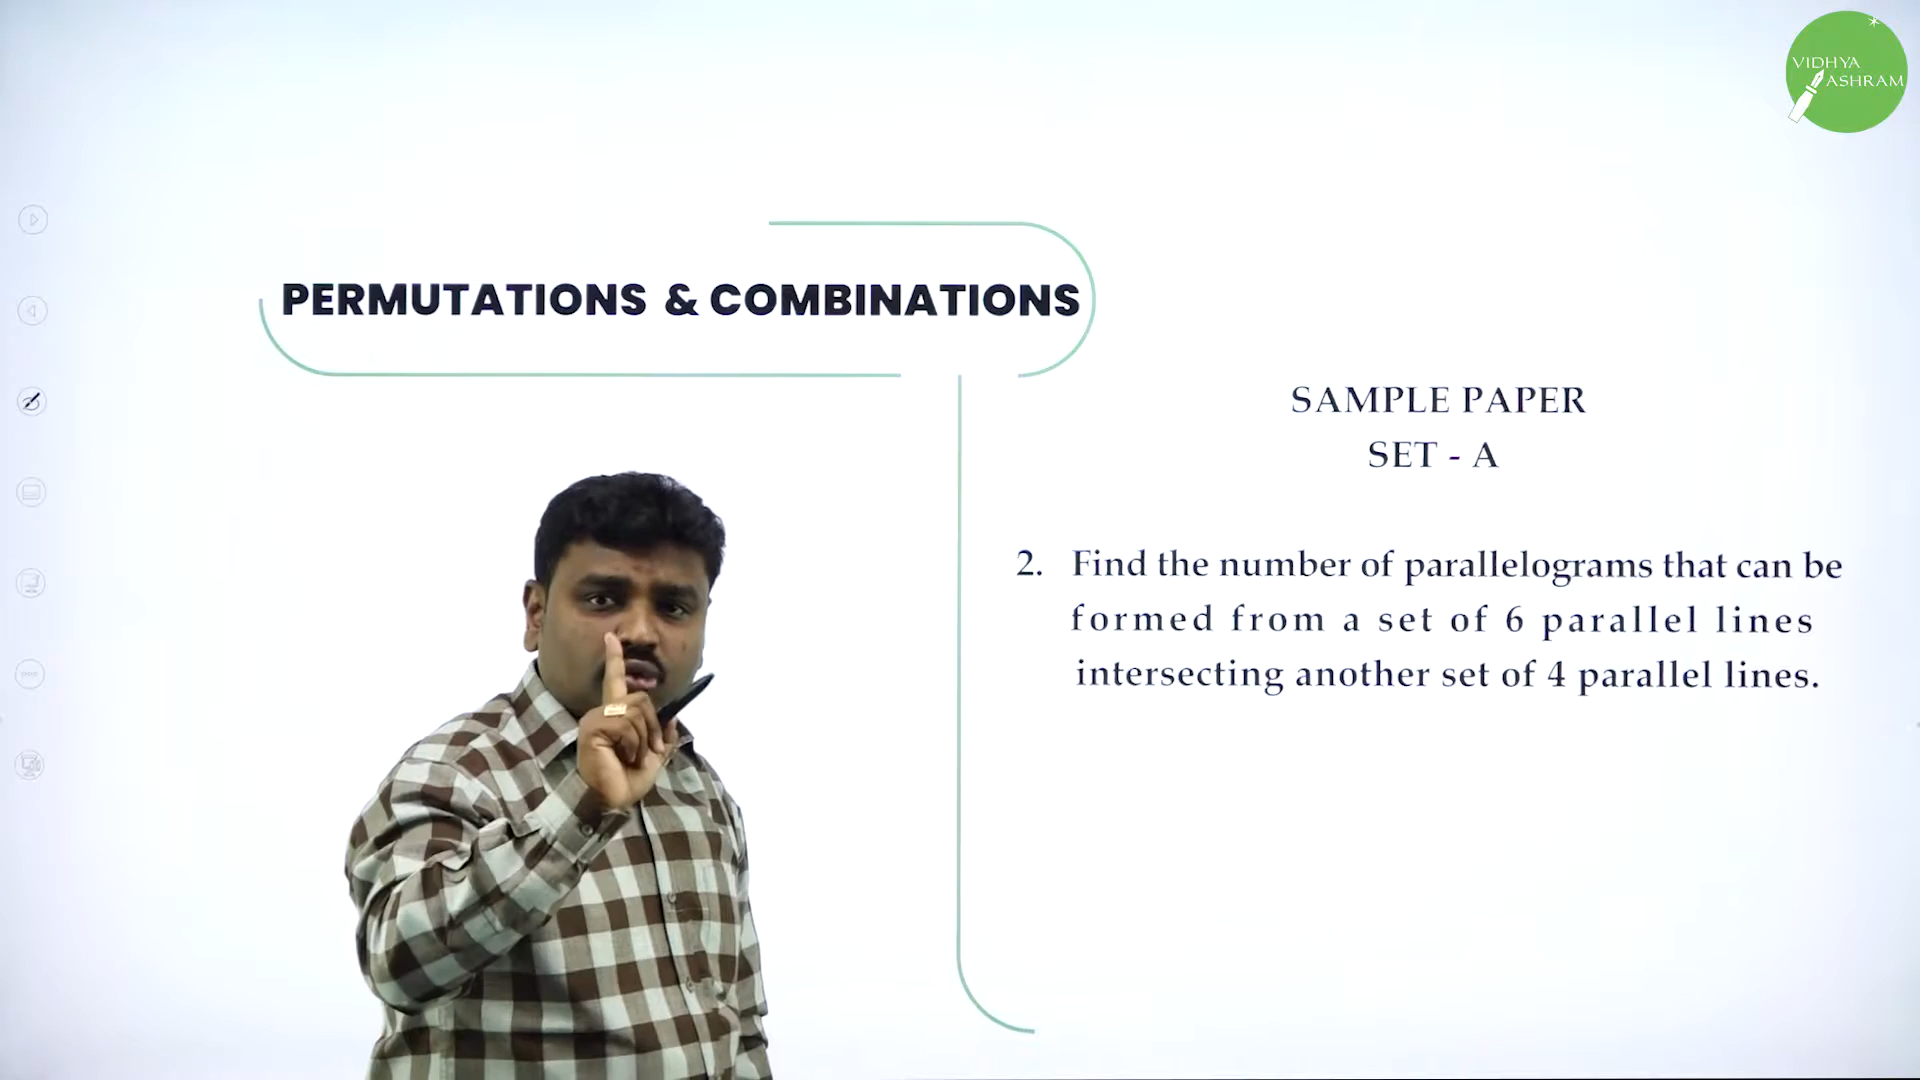 VIDHYA
ASHRAM
PERMUTATIONS & COMBINATIONS
SAMPLE PAPER
SET - A
2. Find the number of parallelograms that can be
formed from a set of 6 parallel lines
intersecting another set of 4 parallel lines.